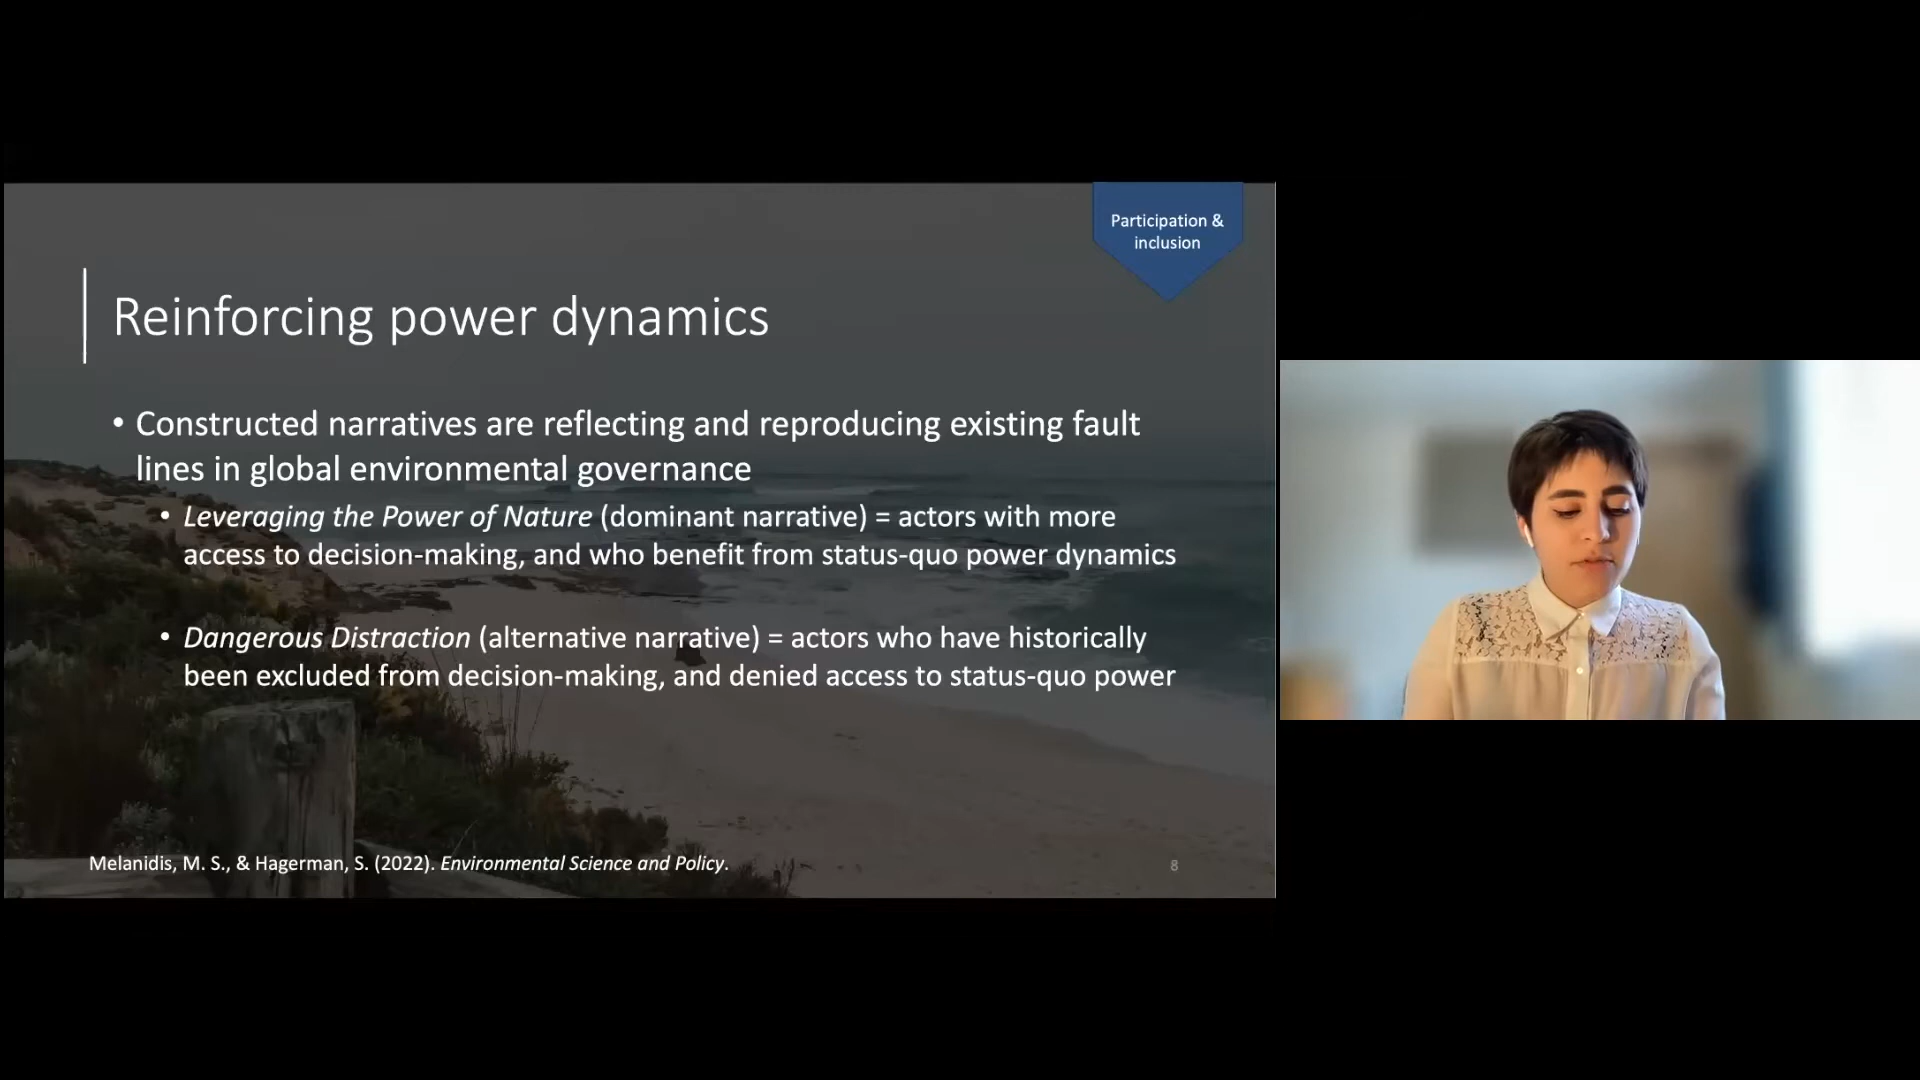 Participation &
inclusion
Reinforcing power dynamics
• Constructed narratives are reflecting and reproducing existing fault
lines in global environmental governance
• Leveraging the Power of Nature (dominant narrative) = actors with more
access to decision-making, and who benefit from status-quo power dynamics
• Dangerous Distraction (alternative narrative) = actors who have historically
been excluded from decision-making, and denied access to status-quo power
Melanidis, M. S., & Hagerman, S. (2022). Environmental Science and Policy.
8